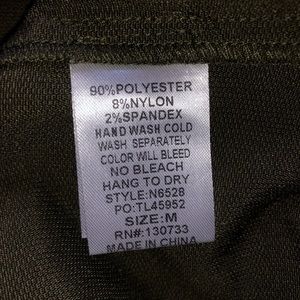 90%POLYESTER
8%NYLON
2%SPANDEX
HAND WASH COLD
WASH SEPARATELY
COLOR WILL BLEED
NO BLEACH
HANG TO DRY
STYLE:N6528
PO:TL45952
SIZE:M
RN#:130733
MADE IN CHINA